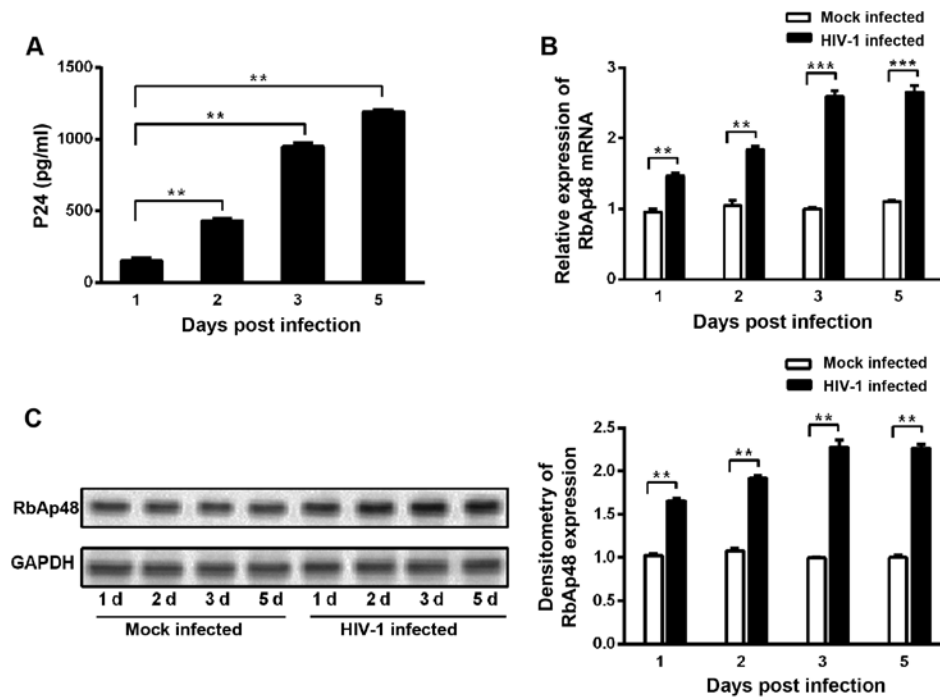 A
1500
1000
500
0
P24 (pg/ml)
**
**
**
1 2 3 5
Days post infection
B
Mock infected
HIV-1 infected
3
2
1
0
Relative expression of
RbAp48 mRNA
** ** *** ***
1 2 3 5
Days post infection
C
RbAp48
GAPDH
1 d 2 d 3 d 5 d 1 d 2 d 3 d 5 d
Mock infected HIV-1 infected
Mock infected
HIV-1 infected
2.5
2.0
1.5
1.0
0.5
0.0
Densitometry of
RbAp48 expression
** ** ** **
1 2 3 5
Days post infection